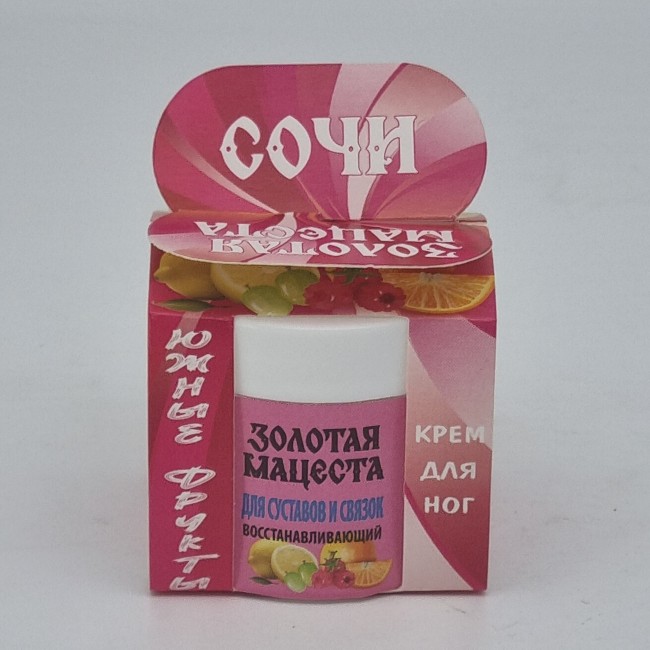 СОЧИ
ЗОЛОТАЯ
МАЦЕСТА
ЮЖНЫЕ ФРУКТЫ
ЗОЛОТАЯ
МАЦЕСТА
ДЛЯ СУСТАВОВ И СВЯЗОК
ВОССТАНАВЛИВАЮЩИЙ
КРЕМ
ДЛЯ
НОГ